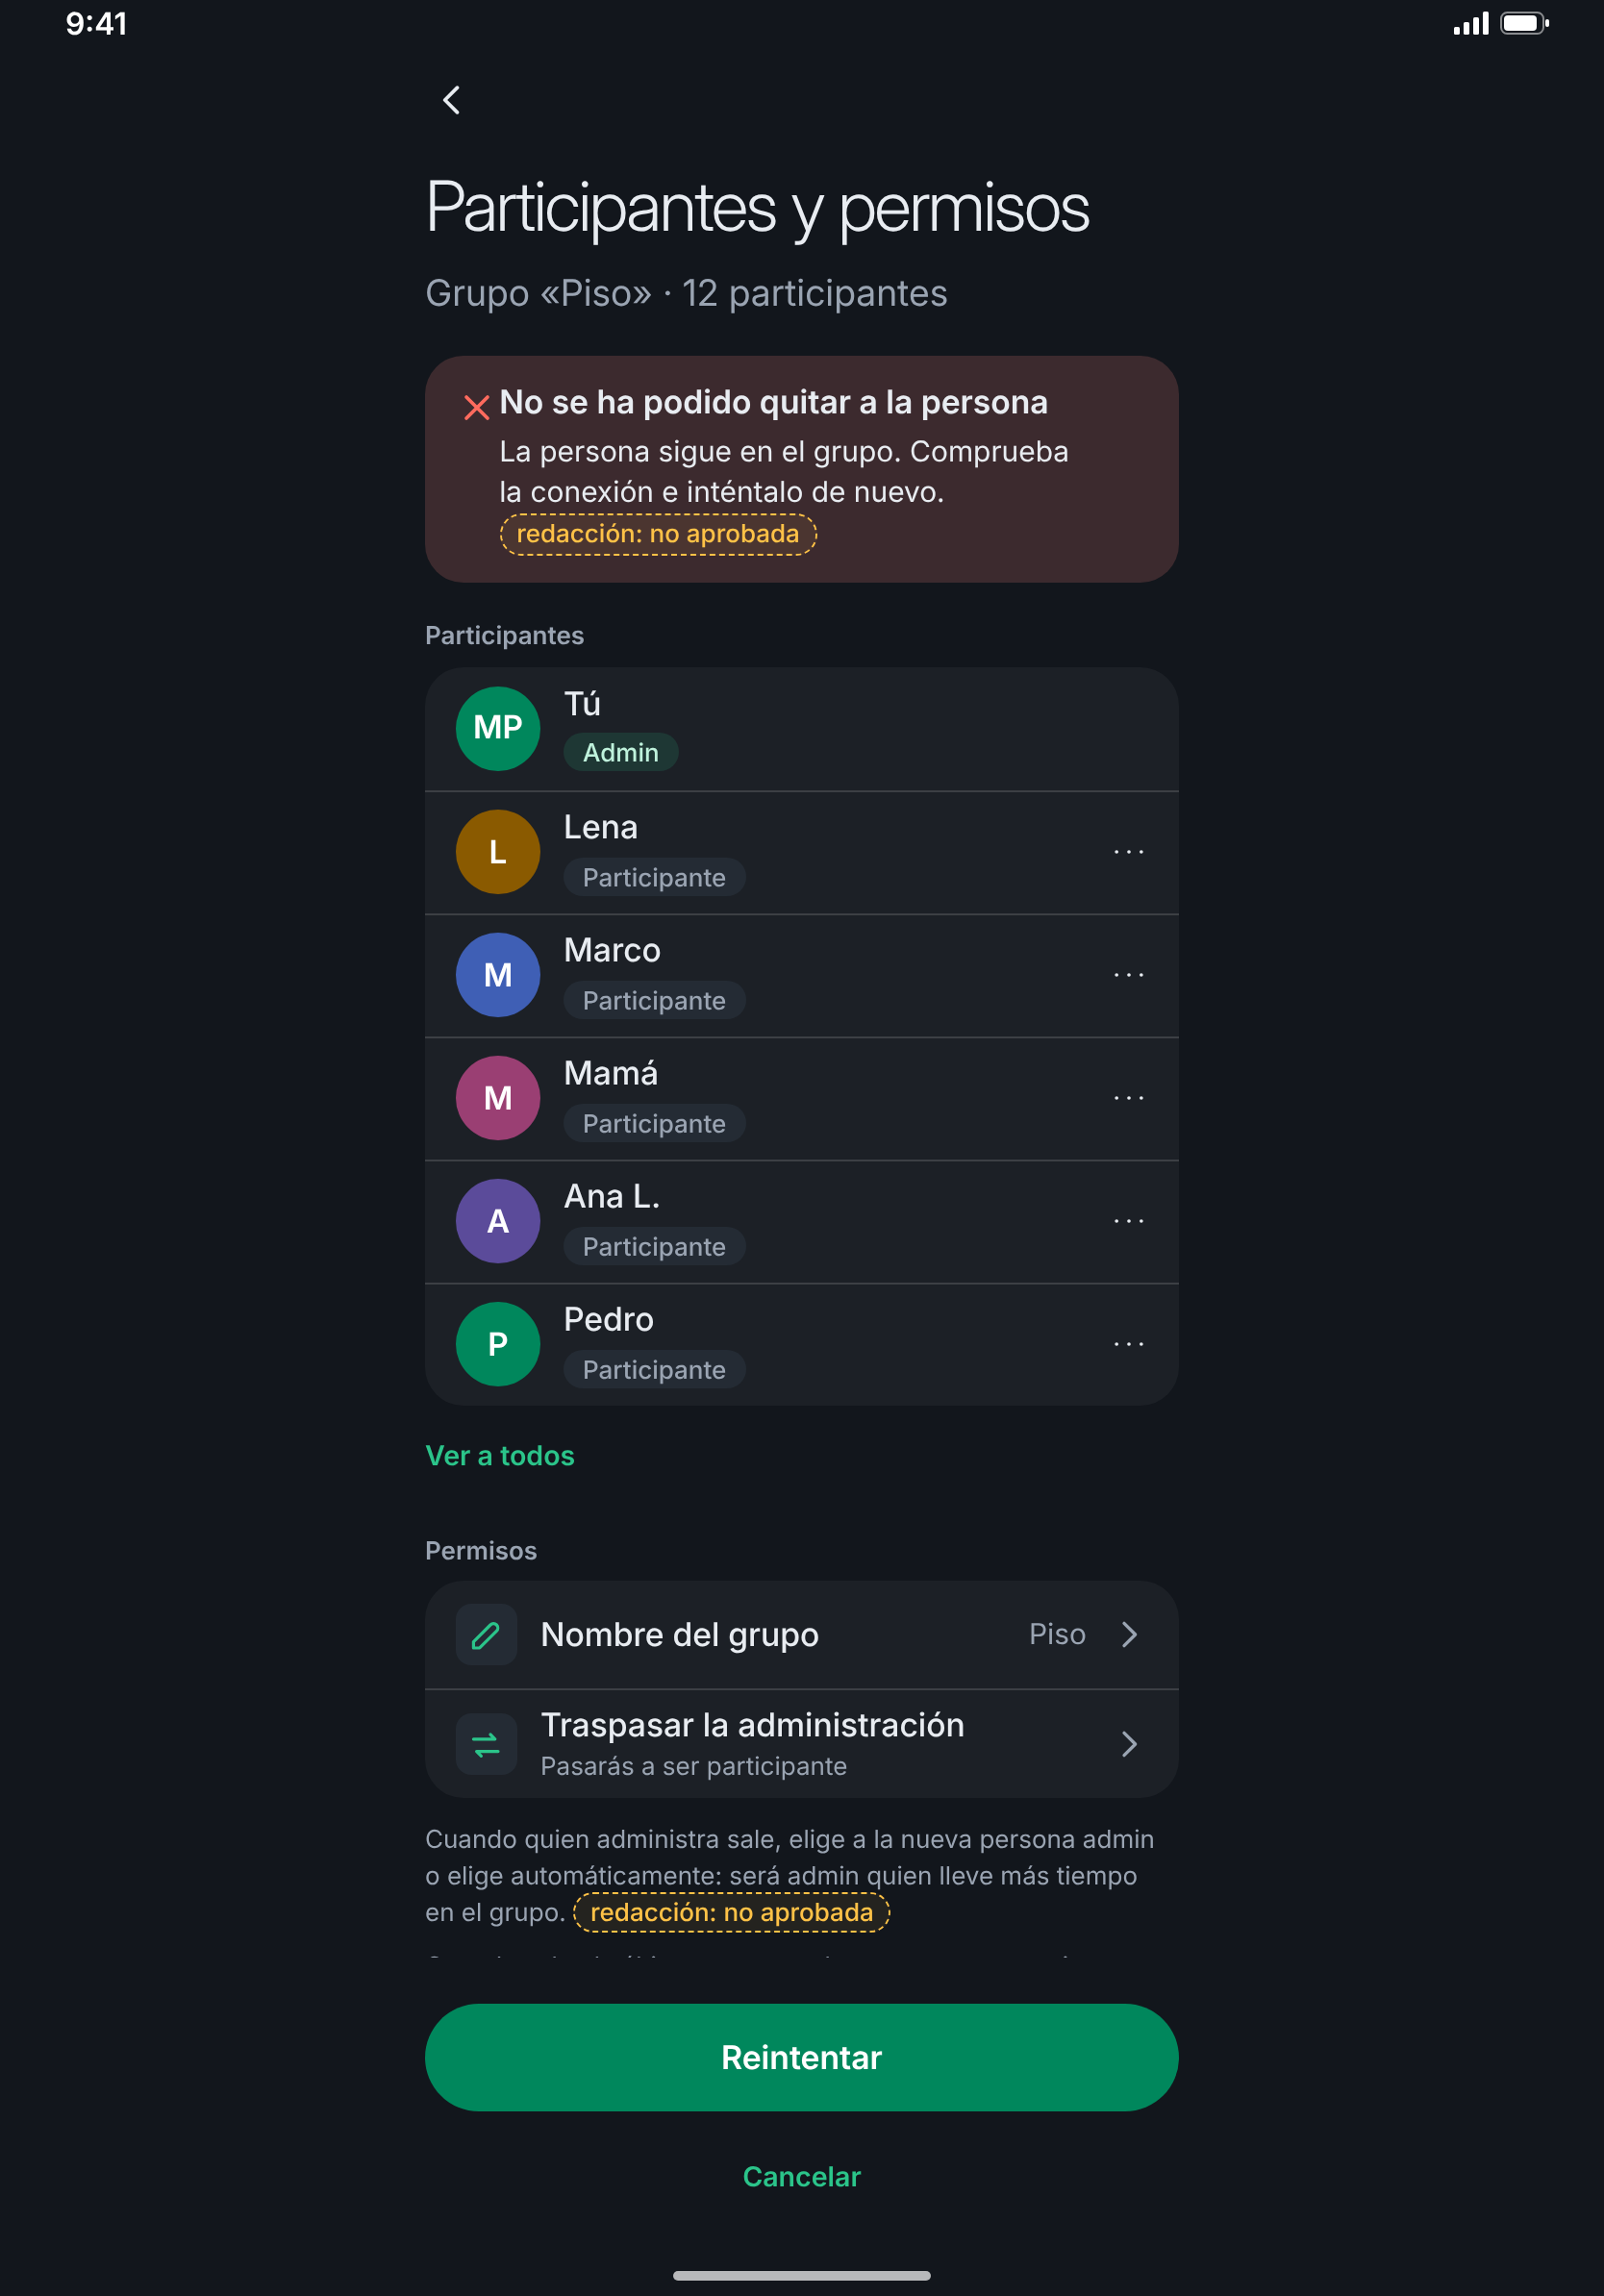 9:41
Participantes y permisos
Grupo «Piso» · 12 participantes
No se ha podido quitar a la persona
La persona sigue en el grupo. Comprueba
la conexión e inténtalo de nuevo.
redacción: no aprobada
Participantes
MP
Tú
Admin
L
Lena
Participante
M
Marco
Participante
M
Mamá
Participante
A
Ana L.
Participante
P
Pedro
Participante
Ver a todos
Permisos
Nombre del grupo
Piso
Traspasar la administración
Pasarás a ser participante
Cuando quien administra sale, elige a la nueva persona admin
o elige automáticamente: será admin quien lleve más tiempo
en el grupo. redacción: no aprobada
Reintentar
Cancelar